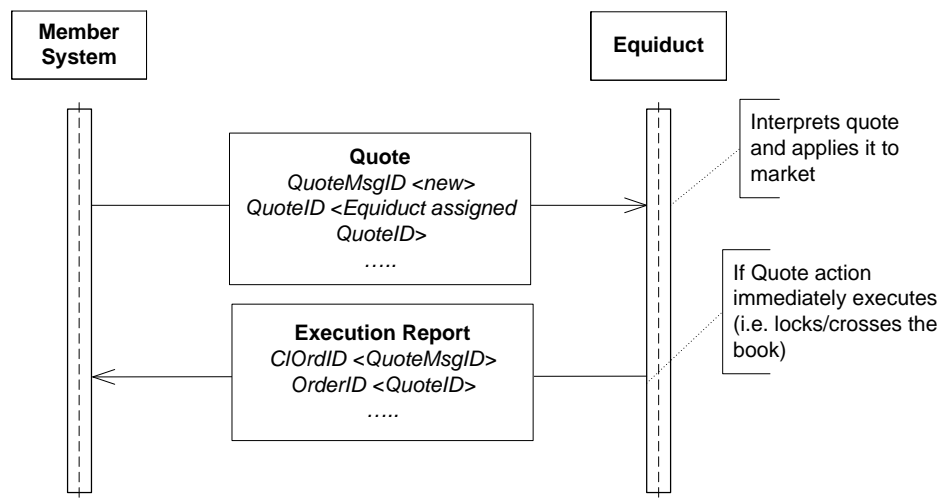 Member
System
Equiduct
Interprets quote
and applies it to
market
Quote
QuoteMsgID <new>
QuoteID <Equiduct assigned
QuoteID>
…..
If Quote action
immediately executes
(i.e. locks/crosses the
book)
Execution Report
ClOrdID <QuoteMsgID>
OrderID <QuoteID>
…..